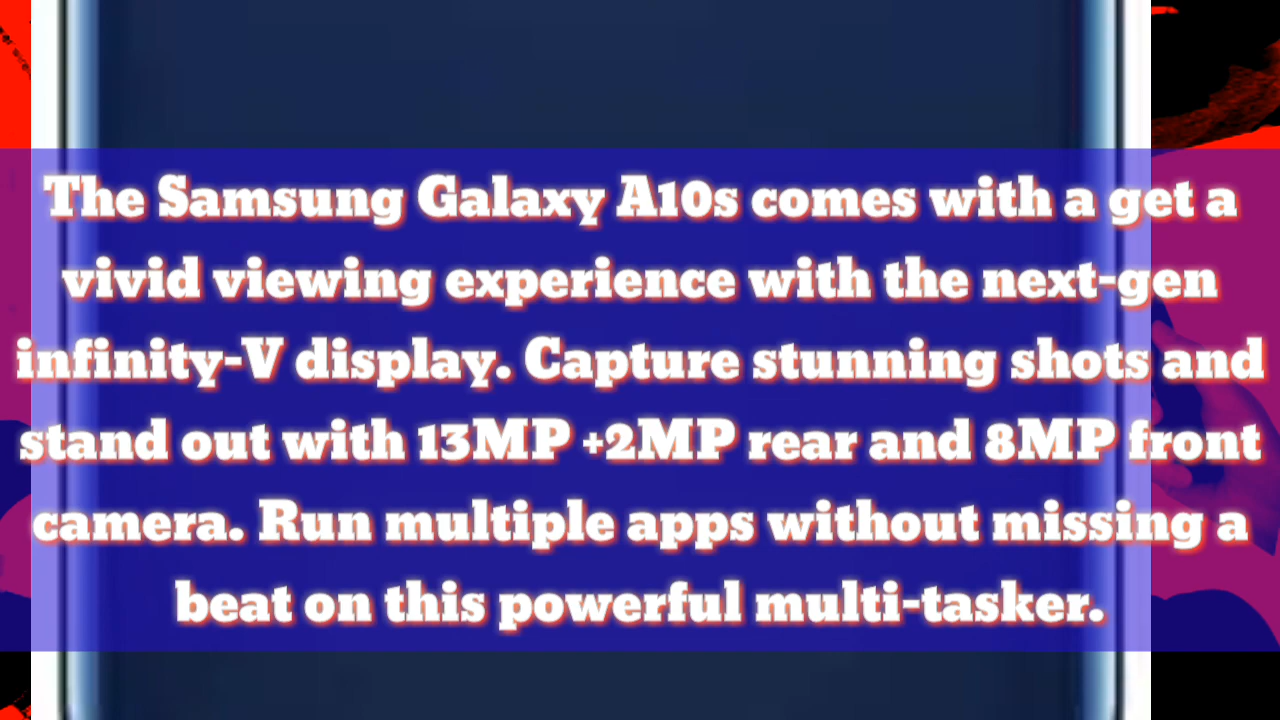 The Samsung Galaxy A10s comes with a get a
vivid viewing experience with the next-gen
infinity-V display. Capture stunning shots and
stand out with 13MP +2MP rear and 8MP front
camera. Run multiple apps without missing a
beat on this powerful multi-tasker.